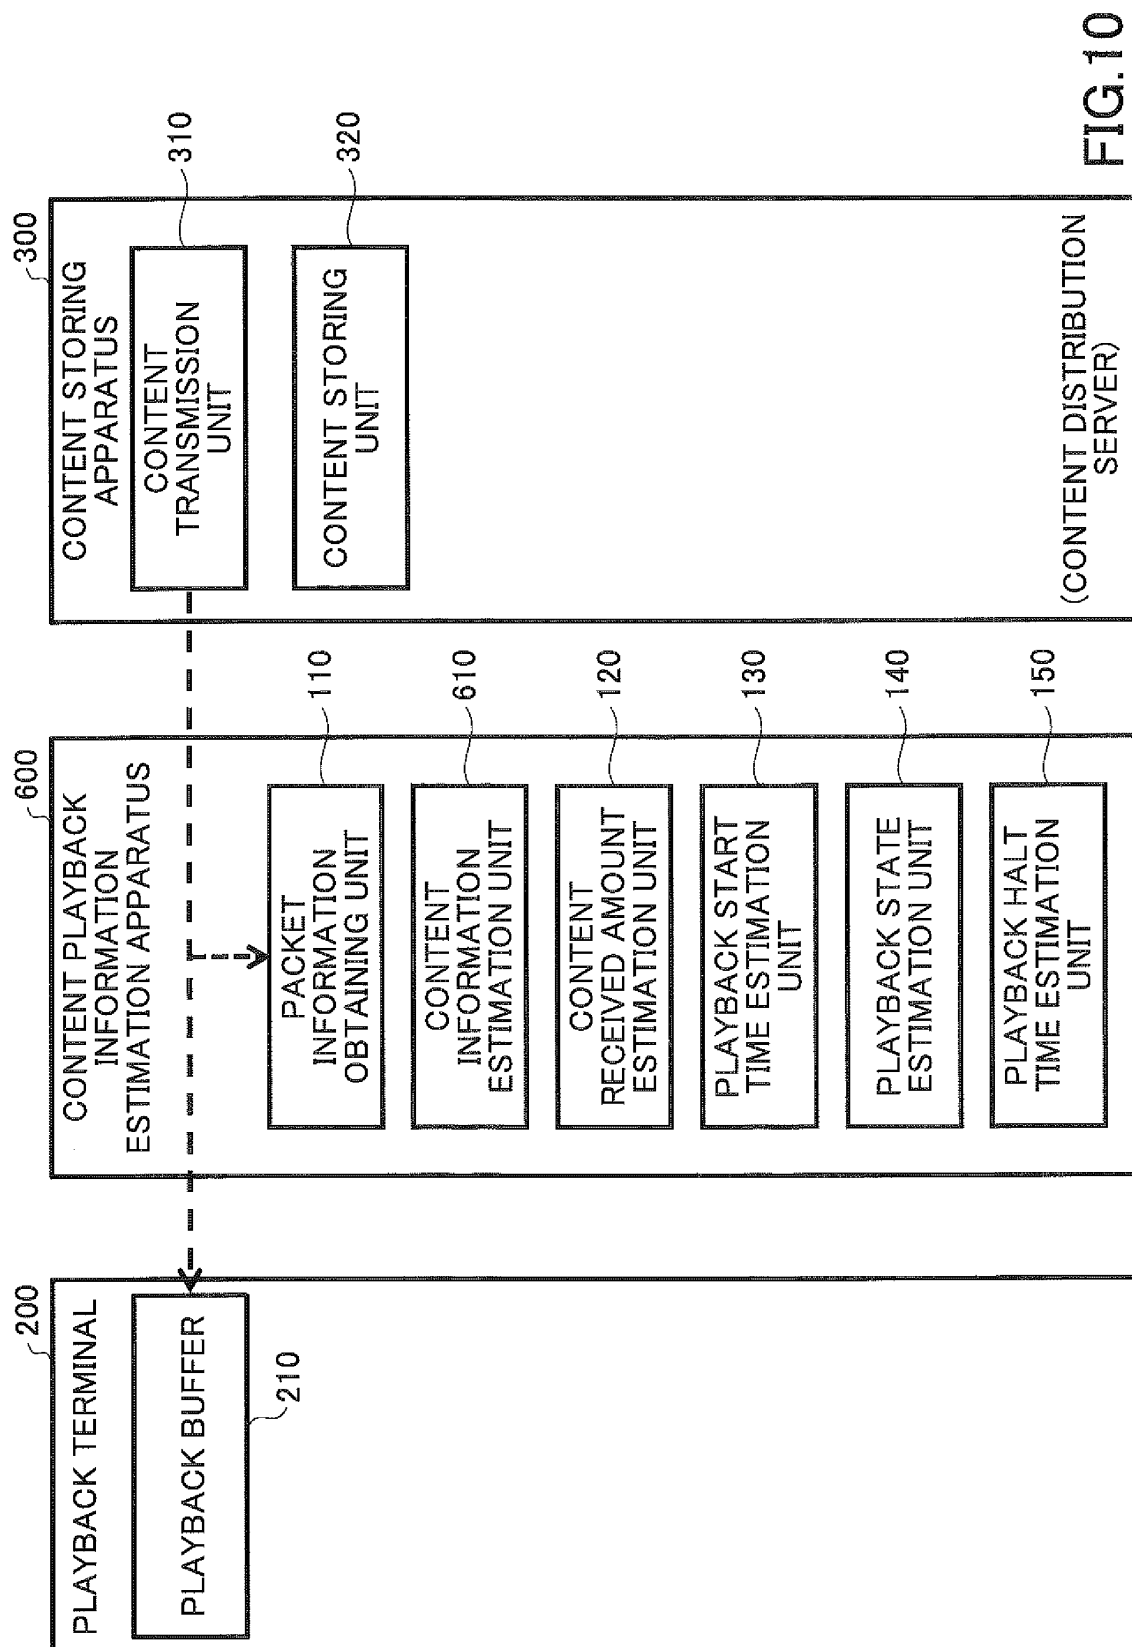 200
PLAYBACK TERMINAL
PLAYBACK BUFFER
210
600
CONTENT PLAYBACK
INFORMATION
ESTIMATION APPARATUS
PACKET
INFORMATION
OBTAINING UNIT
110
CONTENT
INFORMATION
ESTIMATION UNIT
610
CONTENT
RECEIVED AMOUNT
ESTIMATION UNIT
120
PLAYBACK START
TIME ESTIMATION
UNIT
130
PLAYBACK STATE
ESTIMATION UNIT
140
PLAYBACK HALT
TIME ESTIMATION
UNIT
150
300
CONTENT STORING
APPARATUS
CONTENT
TRANSMISSION
UNIT
310
CONTENT STORING
UNIT
320
(CONTENT DISTRIBUTION
SERVER)
FIG.10